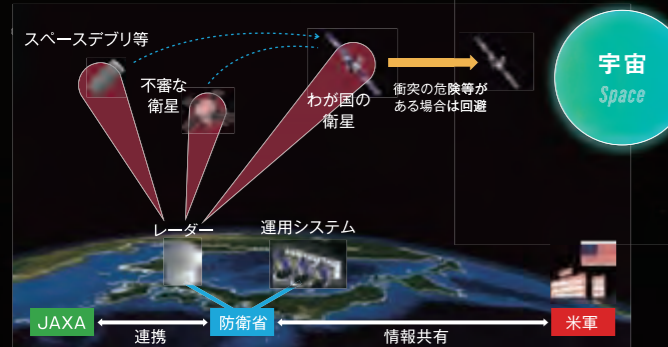 スペースデブリ等
不審な
衛星
わが国の
衛星
衝突の危険等が
ある場合は回避
宇宙
Space
レーダー
運用システム
JAXA
連携
防衛省
情報共有
米軍